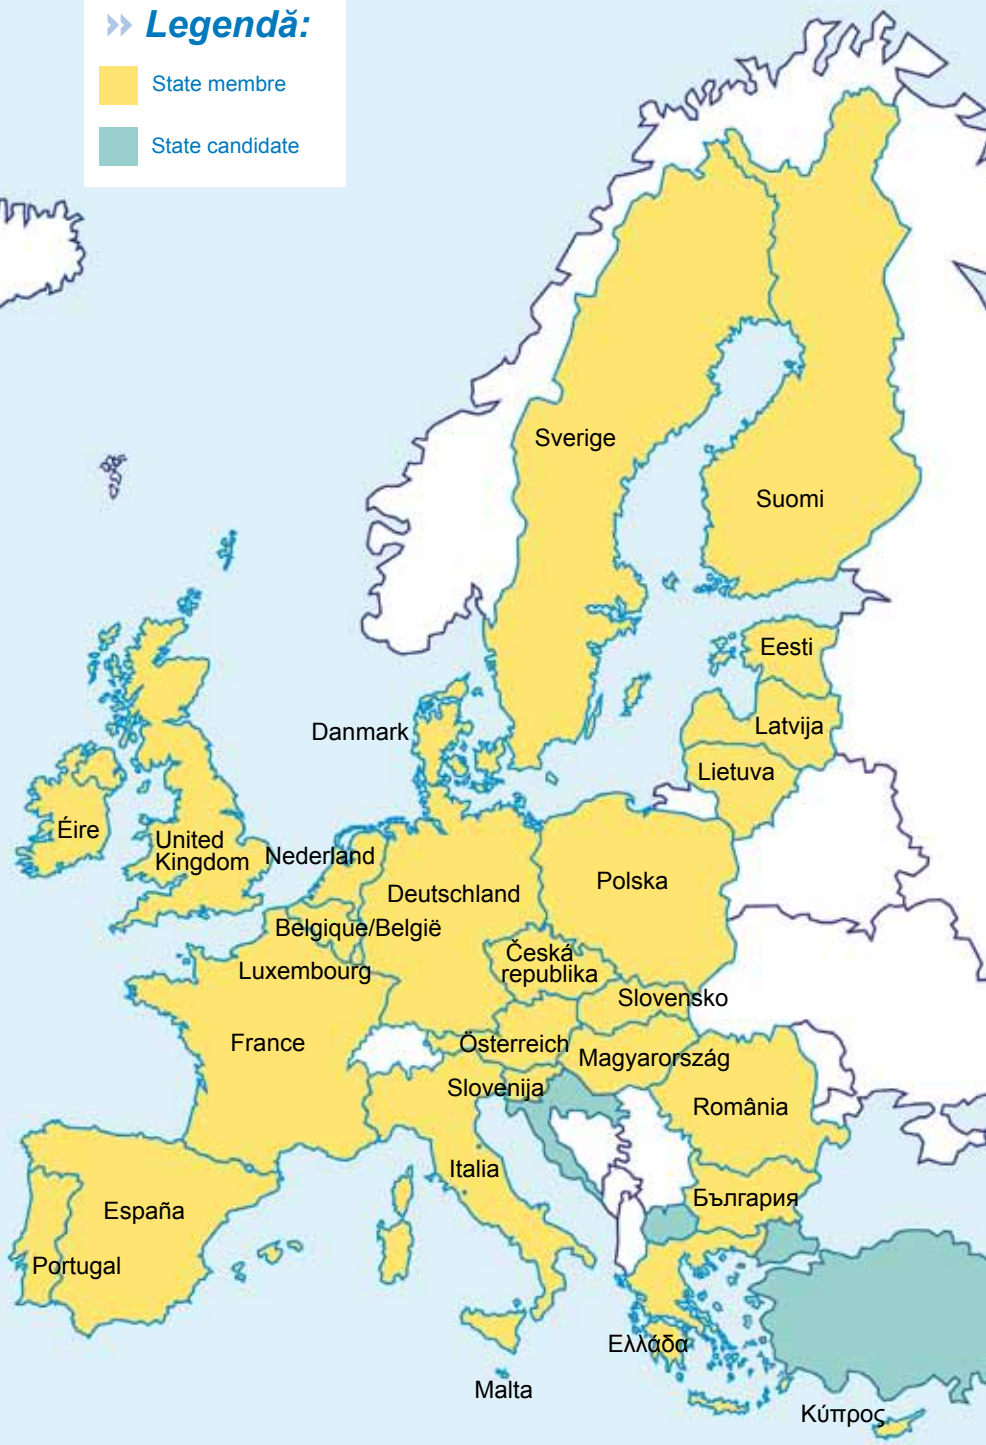 » Legendă:
State membre
State candidate
Sverige
Suomi
Eesti
Danmark
Latvija
Lietuva
Éire
United
Kingdom
Nederland
Deutschland
Polska
Belgique/België
Česká
republika
Luxembourg
Slovensko
France
Österreich
Magyarország
Slovenija
România
Italia
България
España
Portugal
Ελλάδα
Malta
Κύπρος